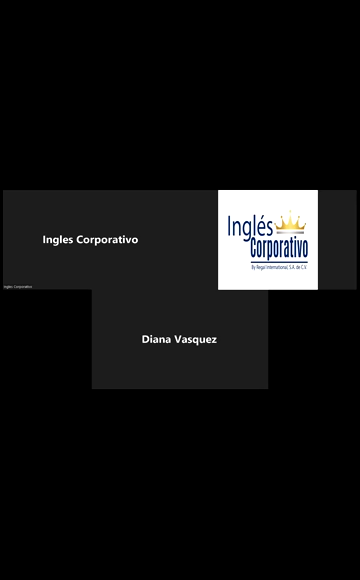 Ingles Corporativo
Inglés
Corporativo
By Regal International, S.A. de C.V.
Ingles Corporativo
Diana Vasquez